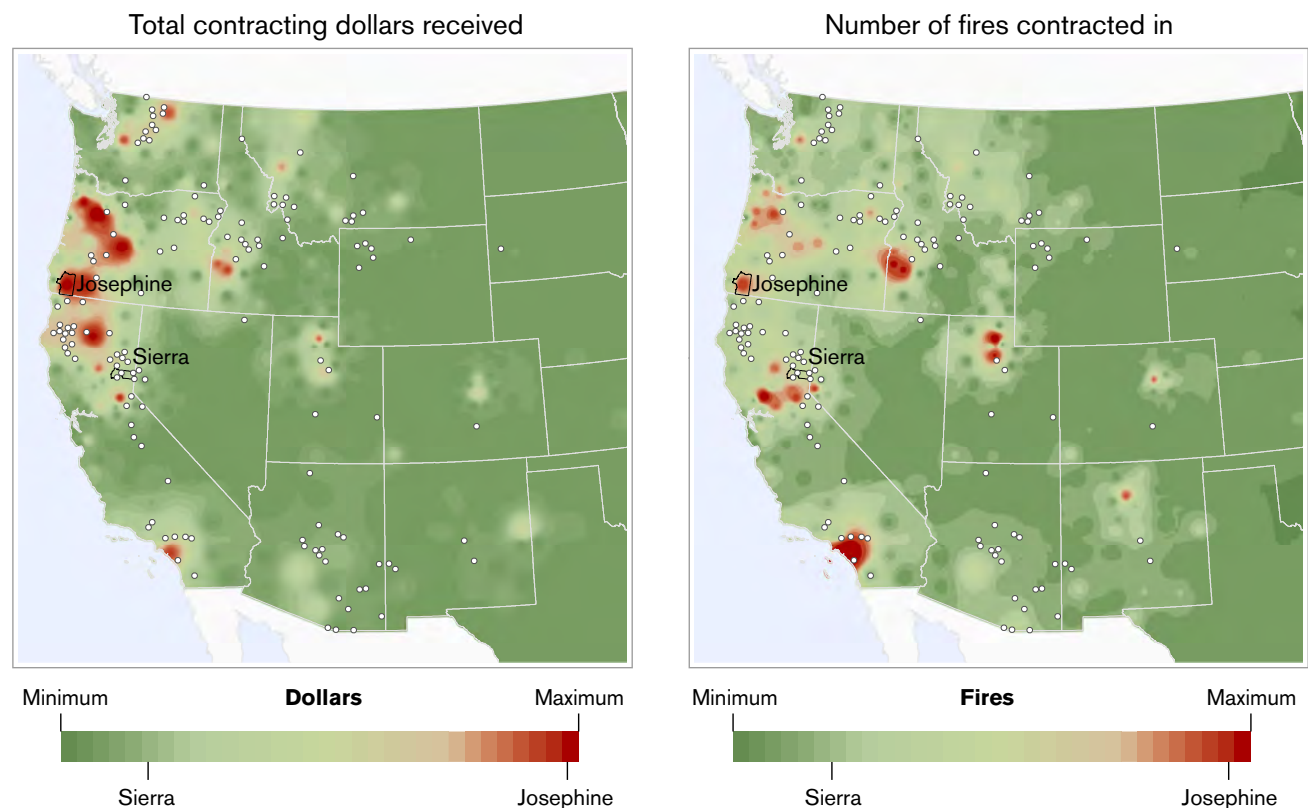 Total contracting dollars received
Number of fires contracted in
Josephine
Sierra
Josephine
Sierra
Minimum
Dollars
Maximum
Sierra
Josephine
Minimum
Fires
Maximum
Sierra
Josephine